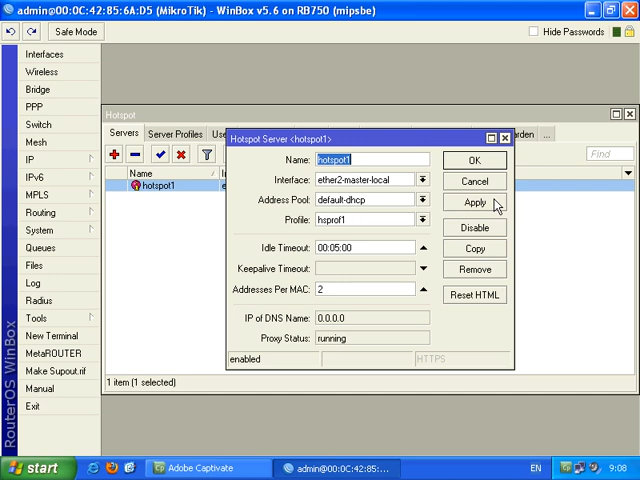 admin@00:0C:42:85:6A:D5 (MikroTik) - WinBox v5.6 on RB750 (mipsbe)
Safe Mode
Hide Passwords
Interfaces
Wireless
Bridge
PPP
Switch
Mesh
IP
IPv6
MPLS
Routing
System
Queues
Files
Log
Radius
Tools
New Terminal
MetaROUTER
Make Supout.rif
Manual
Exit
RouterOS WinBox
Hotspot
Servers
Server Profiles
Find
Name
hotspot1
1 item (1 selected)
Hotspot Server <hotspot1>
Name: hotspot1
Interface: ether2-master-local
Address Pool: default-dhcp
Profile: hsprof1
Idle Timeout: 00:05:00
Keepalive Timeout:
Addresses Per MAC: 2
IP of DNS Name: 0.0.0.0
Proxy Status: running
enabled
HTTPS
OK
Cancel
Apply
Disable
Copy
Remove
Reset HTML
...
start
Adobe Captivate
admin@00:0C:42:85:...
EN
9:08